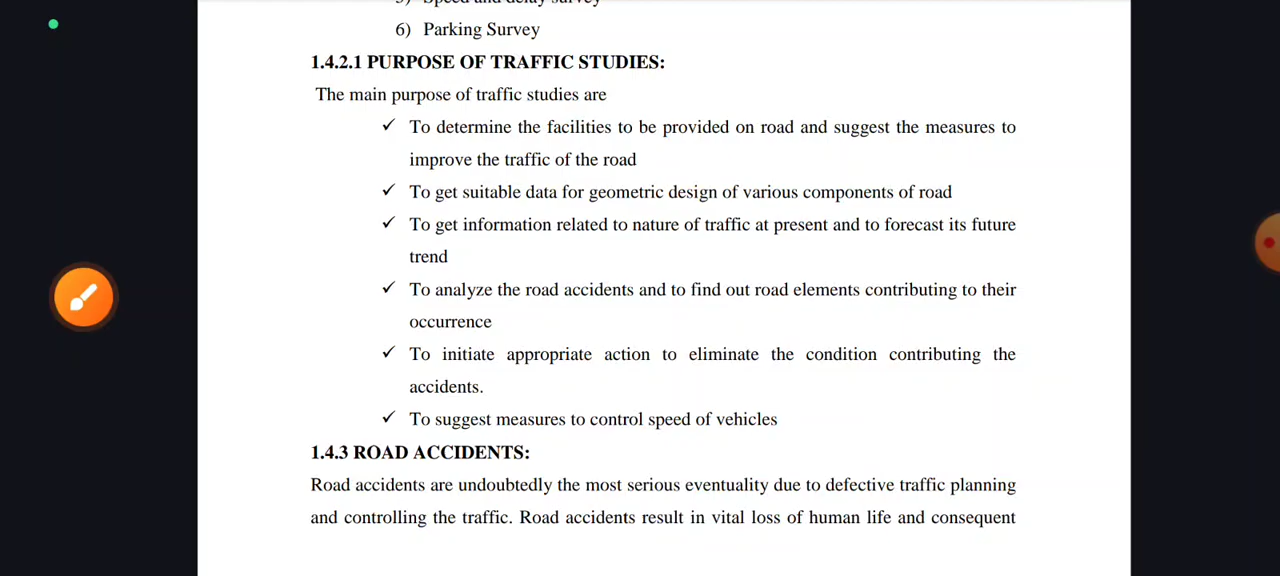 5) Speed and delay survey
6) Parking Survey
1.4.2.1 PURPOSE OF TRAFFIC STUDIES:
The main purpose of traffic studies are
✓ To determine the facilities to be provided on road and suggest the measures to
improve the traffic of the road
✓ To get suitable data for geometric design of various components of road
✓ To get information related to nature of traffic at present and to forecast its future
trend
✓ To analyze the road accidents and to find out road elements contributing to their
occurrence
✓ To initiate appropriate action to eliminate the condition contributing the
accidents.
✓ To suggest measures to control speed of vehicles
1.4.3 ROAD ACCIDENTS:
Road accidents are undoubtedly the most serious eventuality due to defective traffic planning
and controlling the traffic. Road accidents result in vital loss of human life and consequent